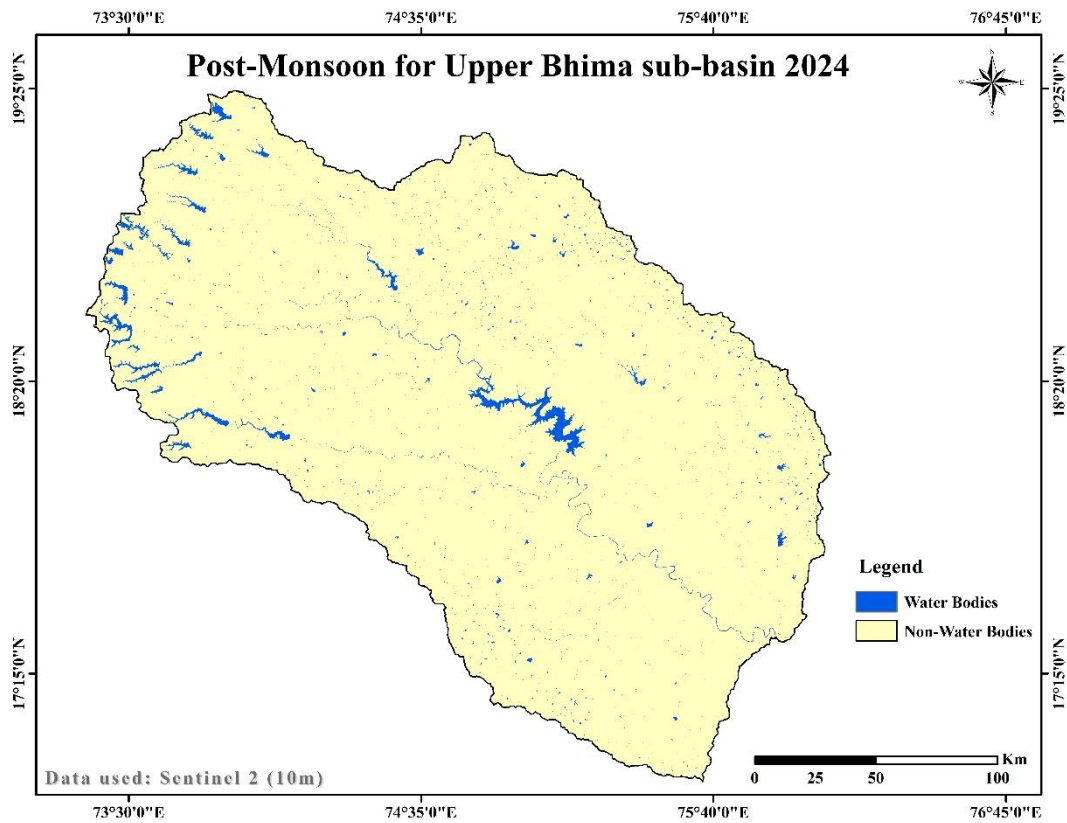 73°30'0"E 74°35'0"E 75°40'0"E 76°45'0"E
Post-Monsoon for Upper Bhima sub-basin 2024
N
W E
S
19°25'0"N 19°25'0"N
18°20'0"N 18°20'0"N
17°15'0"N 17°15'0"N
Legend
Water Bodies
Non-Water Bodies
Km
0 25 50 100
Data used: Sentinel 2 (10m)
73°30'0"E 74°35'0"E 75°40'0"E 76°45'0"E